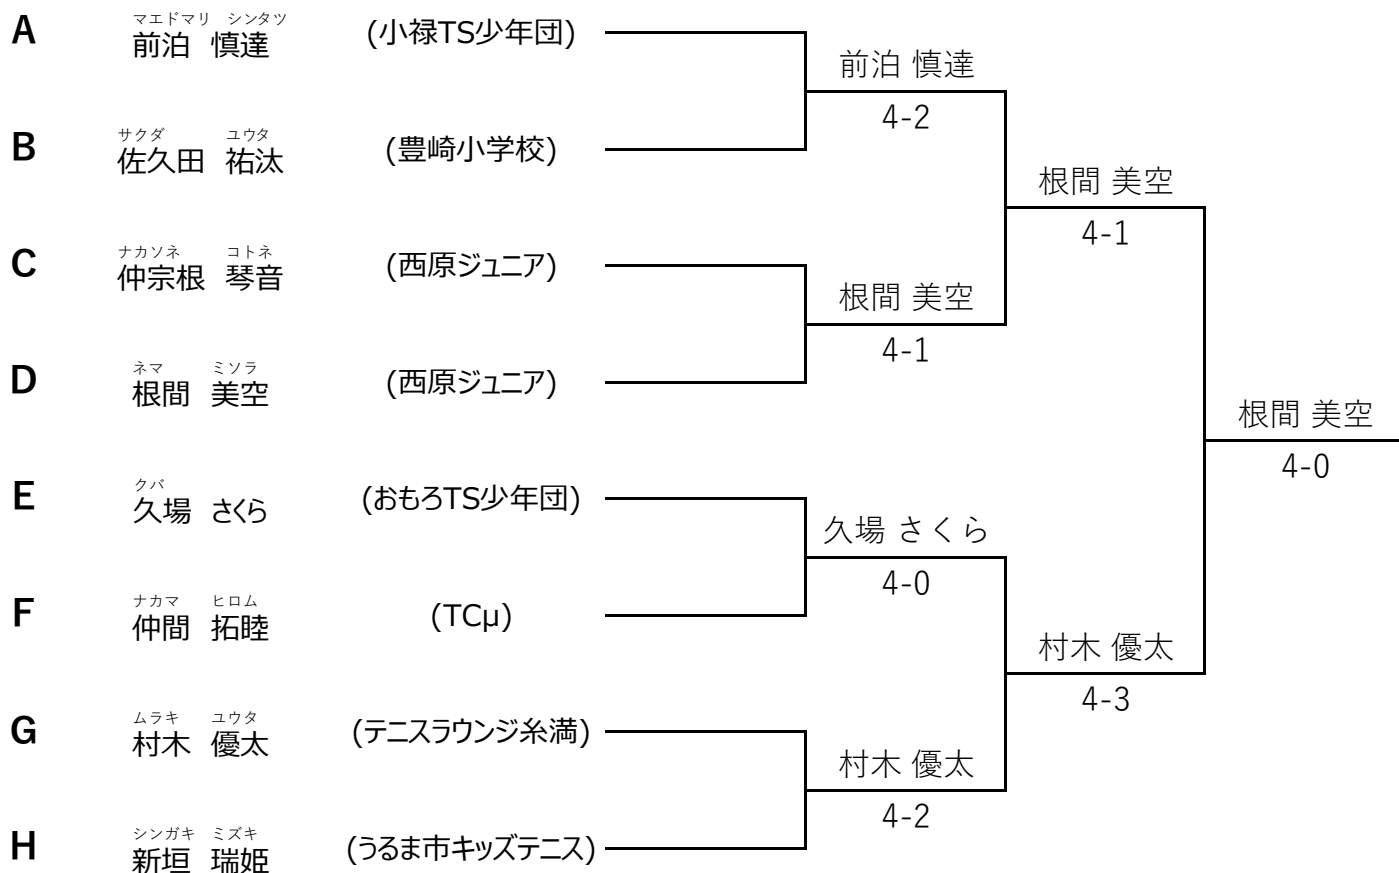 マエドマリ シンタツ
A 前泊 慎達 (小禄TS少年団)
前泊 慎達
4-2
サクダ ユウタ
B 佐久田 祐汰 (豊崎小学校)
根間 美空
4-1
ナカソネ コトネ
C 仲宗根 琴音 (西原ジュニア)
根間 美空
4-1
ネマ ミソラ
D 根間 美空 (西原ジュニア)
根間 美空
4-0
クバ
E 久場 さくら (おもろTS少年団)
久場 さくら
4-0
ナカマ ヒロム
F 仲間 拓睦 (TCμ)
村木 優太
4-3
ムラキ ユウタ
G 村木 優太 (テニスラウンジ糸満)
村木 優太
4-2
シンガキ ミズキ
H 新垣 瑞姫 (うるま市キッズテニス)